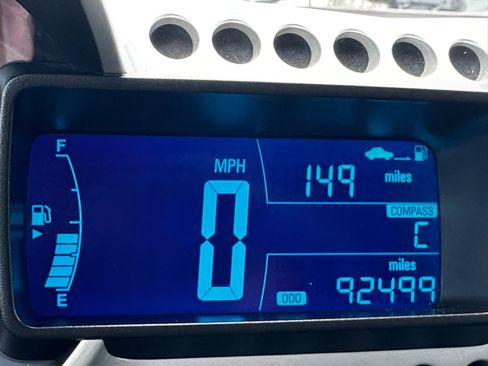 F
MPH
149
miles
COMPASS
C
0
miles
E
ODO
92499